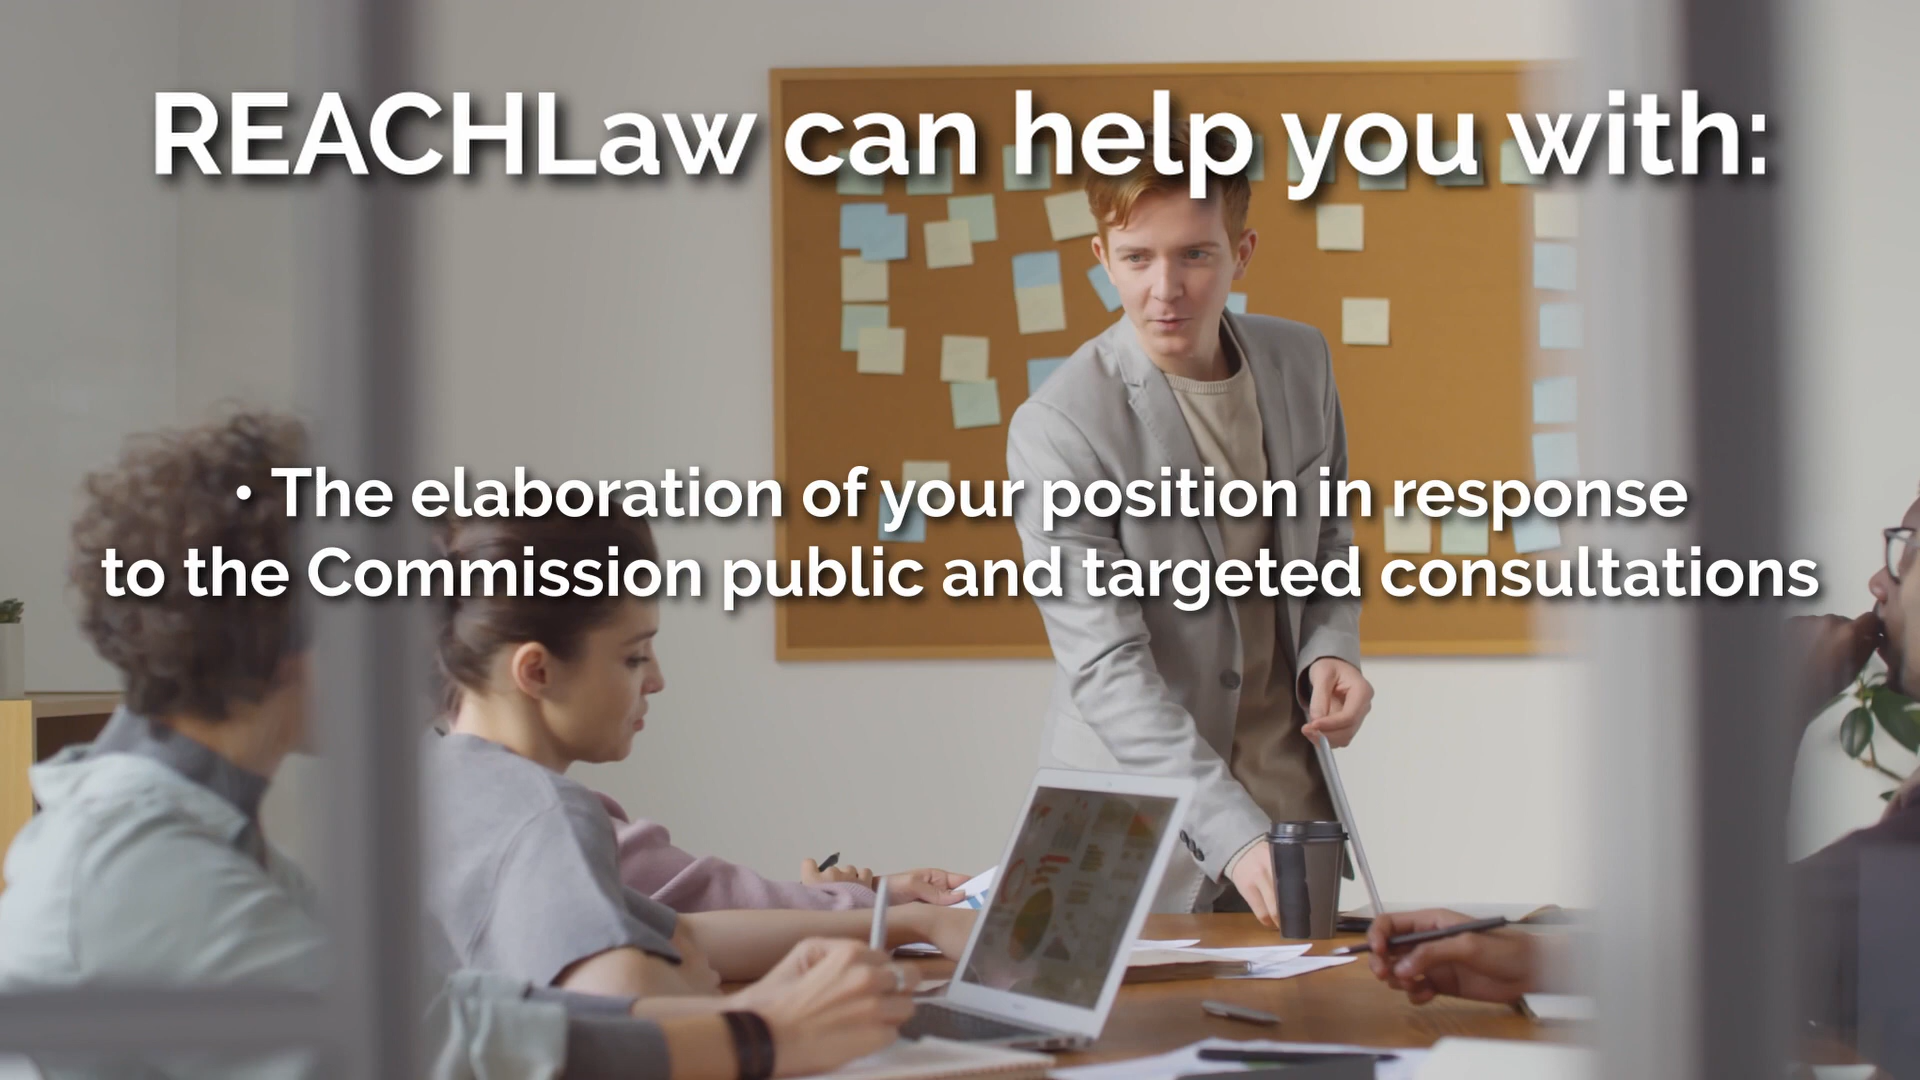 REACHLaw can help you with:
• The elaboration of your position in response
to the Commission public and targeted consultations